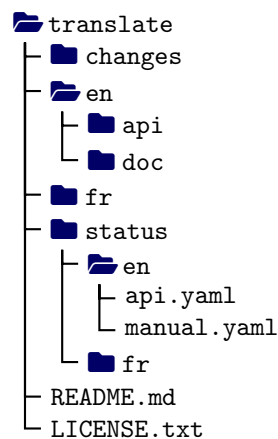 translate
changes
en
api
doc
fr
status
en
api.yaml
manual.yaml
fr
README.md
LICENSE.txt